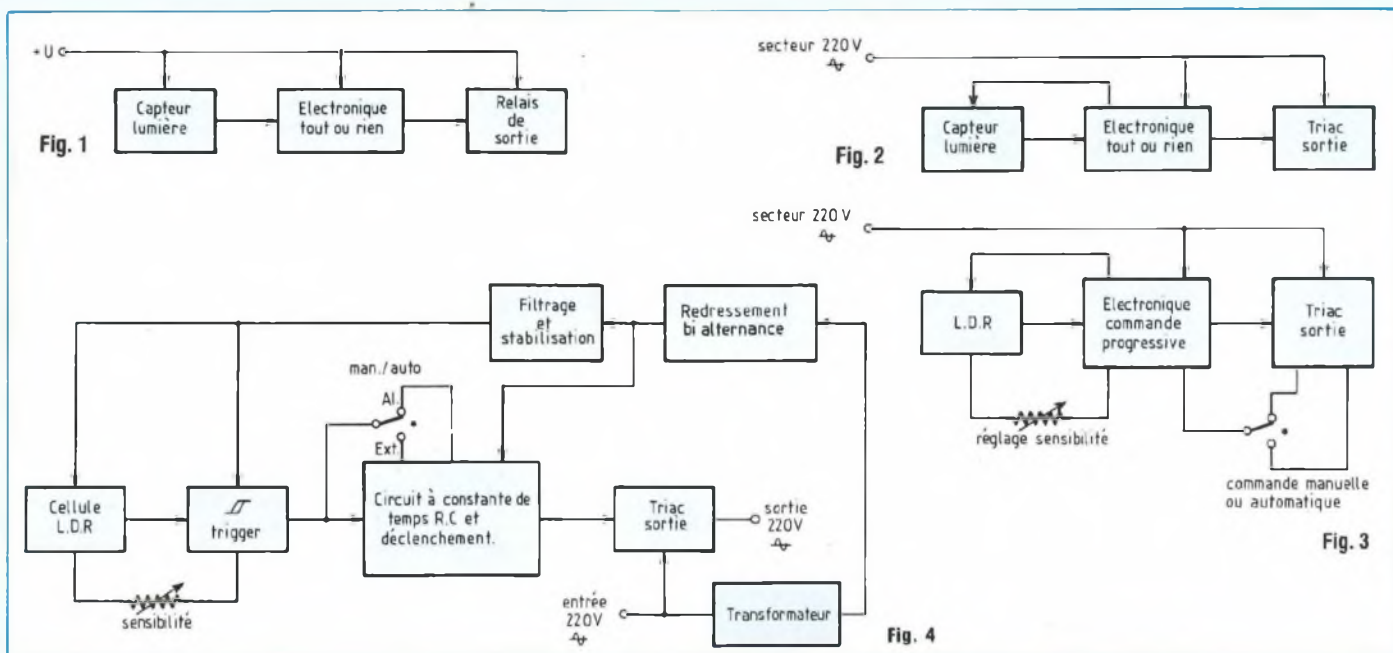 +U
Capteur
lumière
Electronique
tout ou rien
Relais
de
sortie
Fig. 1
secteur 220V
Capteur
lumière
Electronique
tout ou rien
Triac
sortie
Fig. 2
secteur 220V
L.D.R
Electronique
commande
progressive
Triac
sortie
réglage sensibilité
commande manuelle
ou automatique
Fig. 3
Filtrage
et
stabilisation
Redressement
bi alternance
man./auto
Al.
Ext.
Cellule
L.D.R
trigger
Circuit à constante de
temps R.C et
déclenchement.
Triac
sortie
sortie
220V
sensibilité
entrée
220V
Transformateur
Fig. 4